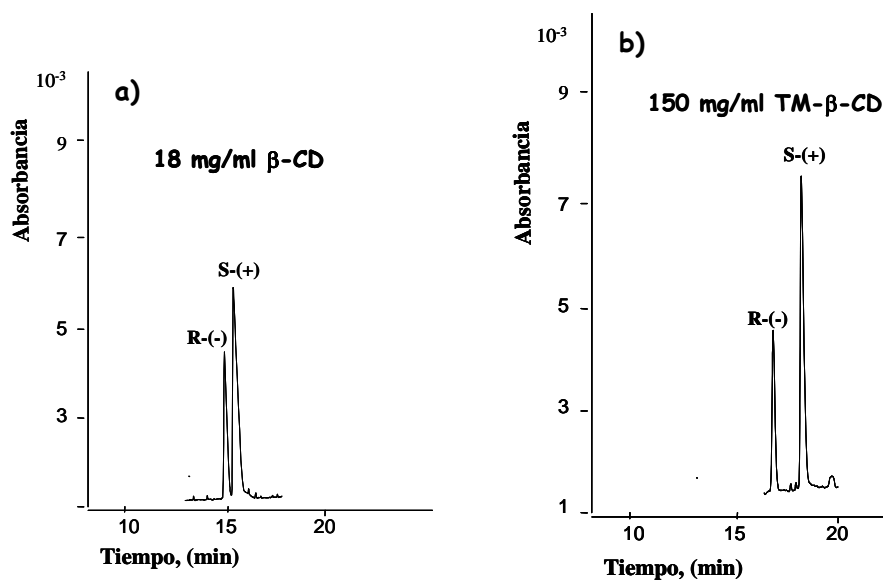 a)
10-3
Absorbancia
9
7
5
3
18 mg/ml β-CD
S-(+)
R-(-)
10
15
20
Tiempo, (min)
b)
10-3
Absorbancia
9
7
5
3
1
150 mg/ml TM-β-CD
S-(+)
R-(-)
10
15
20
Tiempo, (min)